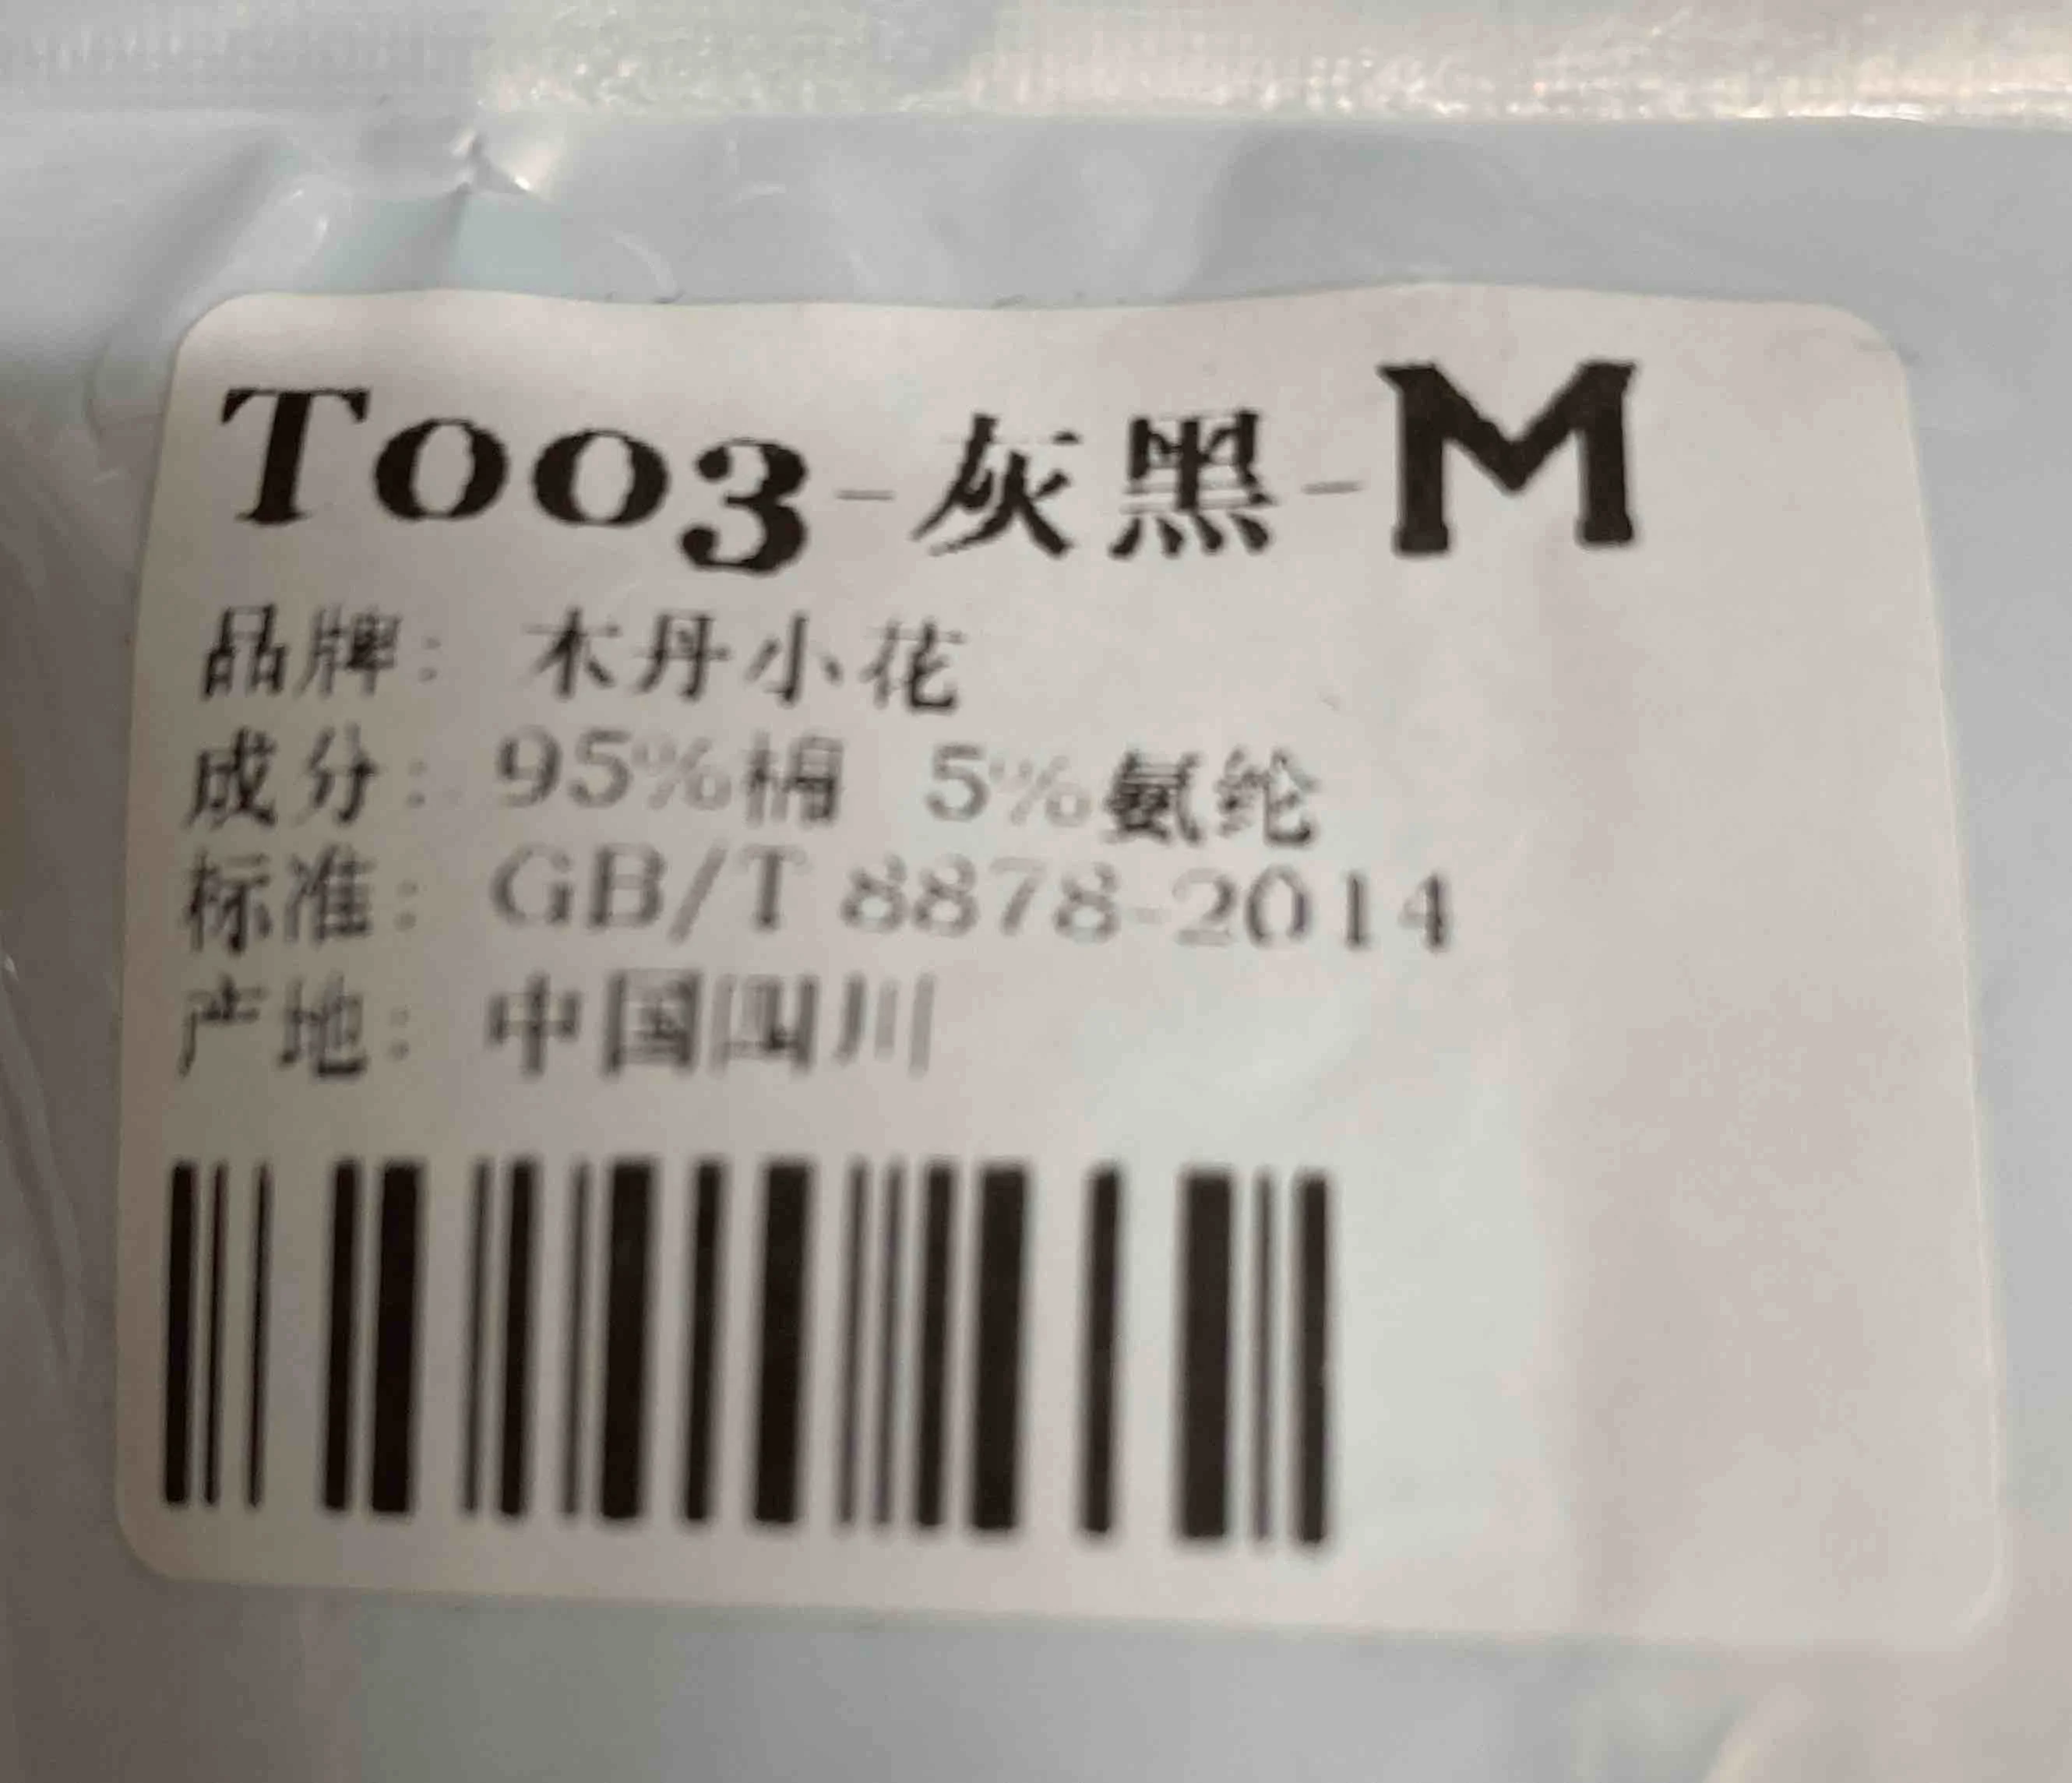 T003-灰黑-M
品牌： 木丹小花
成分： 95%棉 5%氨纶
标准： GB/T 8878-2014
产地： 中国四川